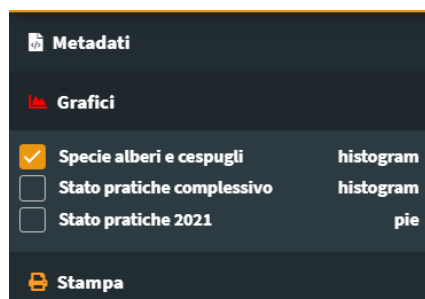 Metadati
Grafici
Specie alberi e cespugli histogram
Stato pratiche complessivo histogram
Stato pratiche 2021 pie
Stampa